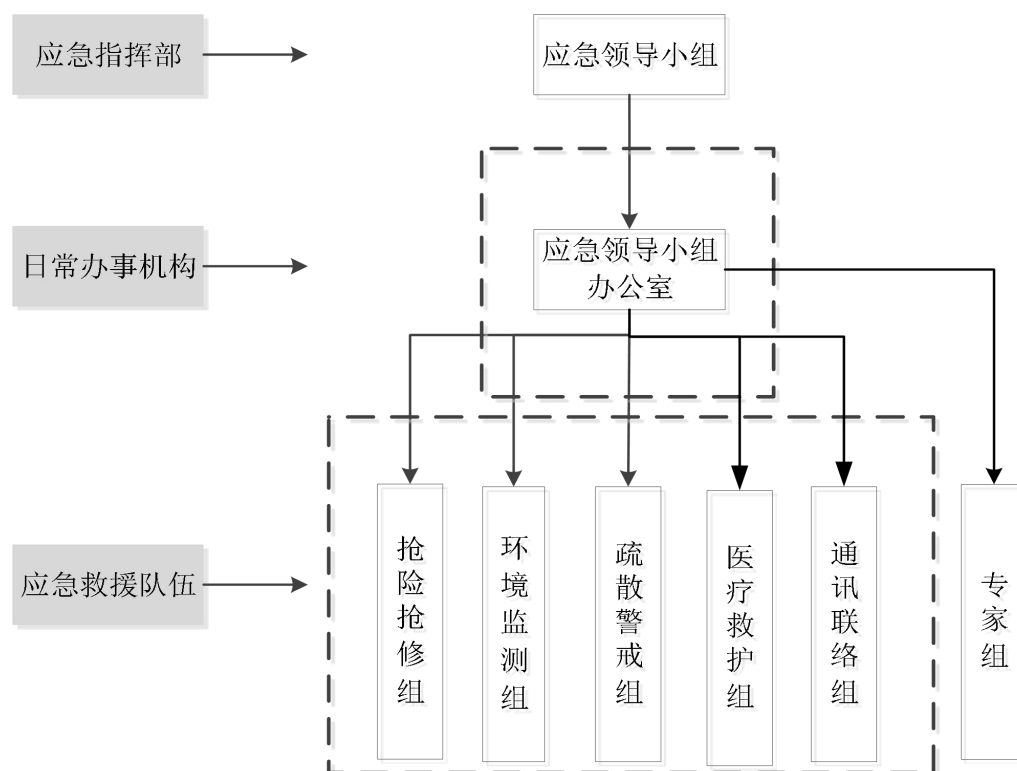 应急指挥部
应急领导小组
日常办事机构
应急领导小组
办公室
应急救援队伍
抢险抢修组
环境监测组
疏散警戒组
医疗救护组
通讯联络组
专家组